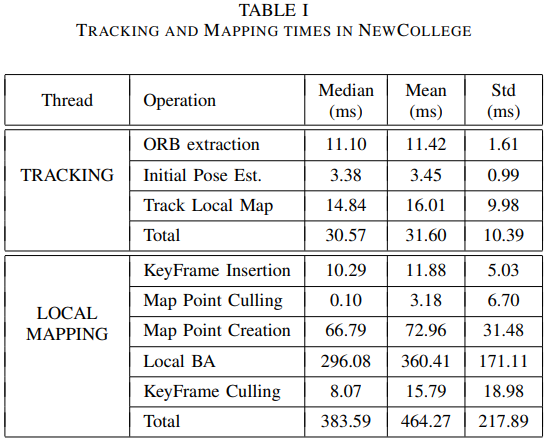 TABLE I
TRACKING AND MAPPING TIMES IN NEWCOLLEGE
Thread Operation Median (ms) Mean (ms) Std (ms)
TRACKING ORB extraction 11.10 11.42 1.61
Initial Pose Est. 3.38 3.45 0.99
Track Local Map 14.84 16.01 9.98
Total 30.57 31.60 10.39
LOCAL MAPPING KeyFrame Insertion 10.29 11.88 5.03
Map Point Culling 0.10 3.18 6.70
Map Point Creation 66.79 72.96 31.48
Local BA 296.08 360.41 171.11
KeyFrame Culling 8.07 15.79 18.98
Total 383.59 464.27 217.89